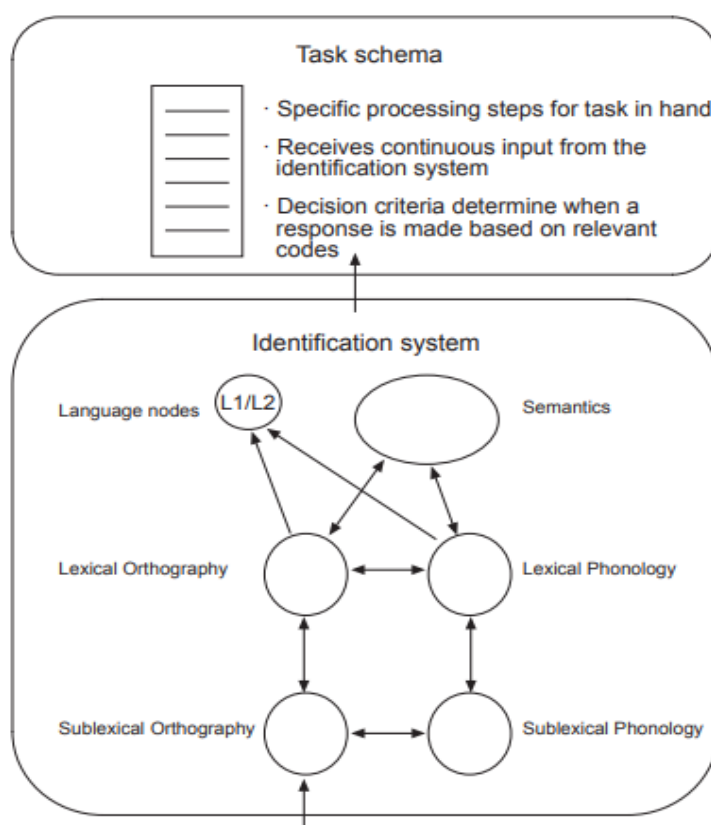 Task schema
· Specific processing steps for task in hand
· Receives continuous input from the
identification system
· Decision criteria determine when a
response is made based on relevant
codes
Identification system
Language nodes
L1/L2
Semantics
Lexical Orthography
Lexical Phonology
Sublexical Orthography
Sublexical Phonology